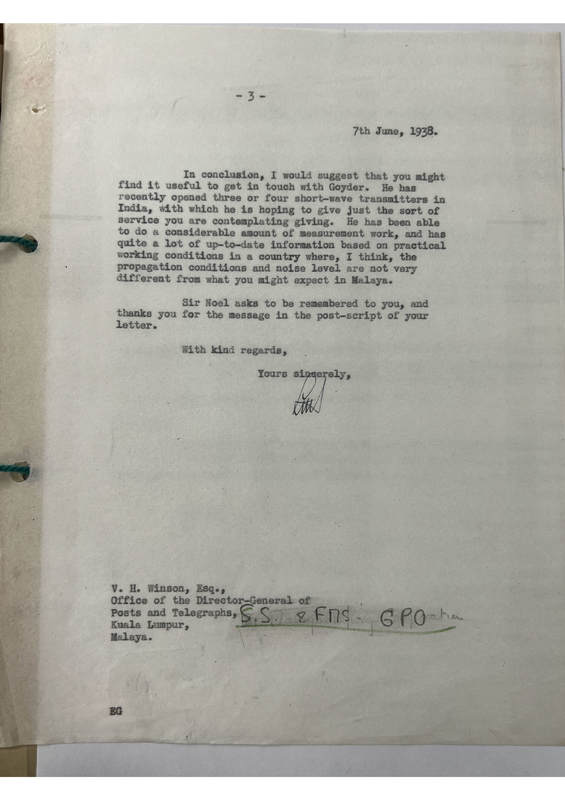 - 3 -
7th June, 1938.
In conclusion, I would suggest that you might
find it useful to get in touch with Goyder. He has
recently opened three or four short-wave transmitters in
India, with which he is hoping to give just the sort of
service you are contemplating giving. He has been able
to do a considerable amount of measurement work, and has
quite a lot of up-to-date information based on practical
working conditions in a country where, I think, the
propagation conditions and noise level are not very
different from what you might expect in Malaya.
Sir Noel asks to be remembered to you, and
thanks you for the message in the post-script of your
letter.
With kind regards,
Yours sincerely,
V. H. Winson, Esq.,
Office of the Director-General of
Posts and Telegraphs, S.S. & FMS. GPO
Kuala Lumpur,
Malaya.
EG